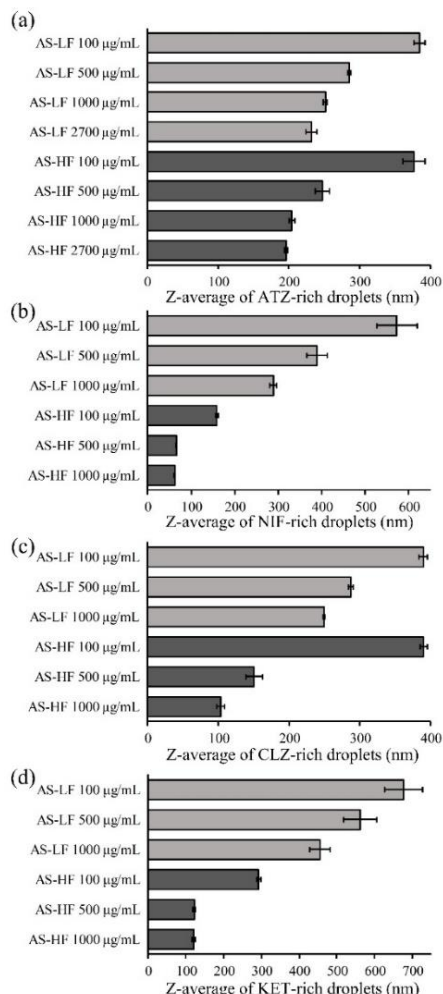 (a)
AS-LF 100 μg/mL
AS-LF 500 μg/mL
AS-LF 1000 μg/mL
AS-LF 2700 μg/mL
AS-HF 100 μg/mL
AS-HF 500 μg/mL
AS-HF 1000 μg/mL
AS-HF 2700 μg/mL
0 100 200 300 400
Z-average of ATZ-rich droplets (nm)
(b)
AS-LF 100 μg/mL
AS-LF 500 μg/mL
AS-LF 1000 μg/mL
AS-HF 100 μg/mL
AS-HF 500 μg/mL
AS-HF 1000 μg/mL
0 100 200 300 400 500 600
Z-average of NIF-rich droplets (nm)
(c)
AS-LF 100 μg/mL
AS-LF 500 μg/mL
AS-LF 1000 μg/mL
AS-HF 100 μg/mL
AS-HF 500 μg/mL
AS-HF 1000 μg/mL
0 100 200 300 400
Z-average of CLZ-rich droplets (nm)
(d)
AS-LF 100 μg/mL
AS-LF 500 μg/mL
AS-LF 1000 μg/mL
AS-HF 100 μg/mL
AS-HF 500 μg/mL
AS-HF 1000 μg/mL
0 100 200 300 400 500 600 700
Z-average of KET-rich droplets (nm)